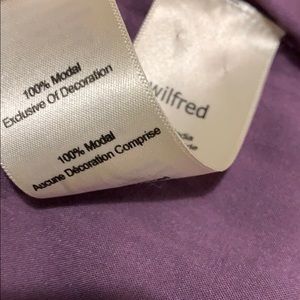 100% Modal
Exclusive Of Decoration
100% Modal
Aucune Décoration Comprise
wilfred